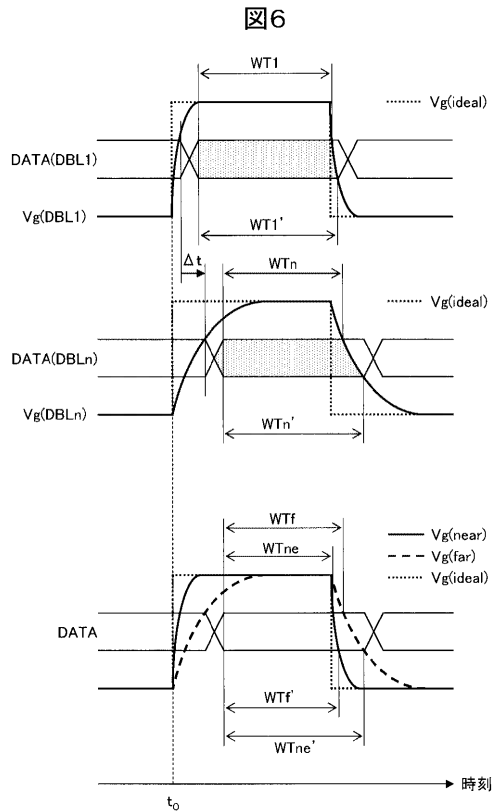 図6
WT1
Vg(ideal)
DATA(DBL1)
Vg(DBL1)
WT1'
Δt
WTn
Vg(ideal)
DATA(DBLn)
Vg(DBLn)
WTn'
WTf
Vg(near)
WTne
Vg(far)
Vg(ideal)
DATA
WTf'
WTne'
時刻
t0